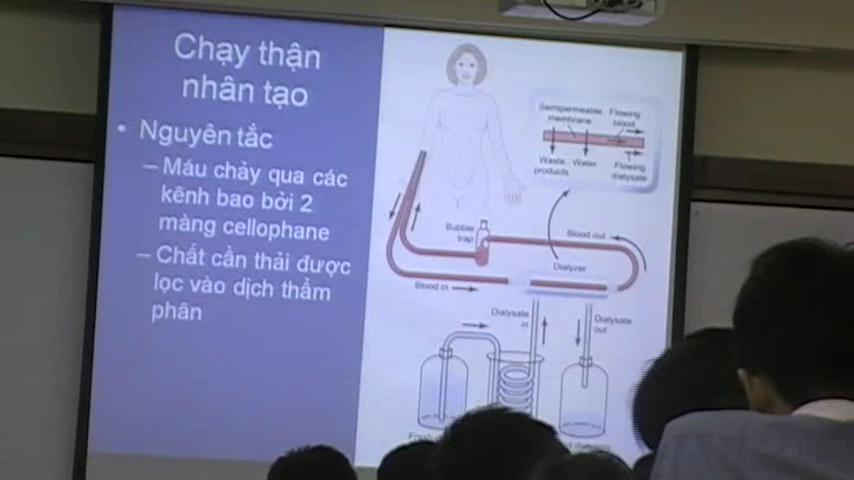 Chạy thận
nhân tạo
• Nguyên tắc
– Máu chảy qua các
kênh bao bởi 2
màng cellophane
– Chất cần thải được
lọc vào dịch thẩm
phân
Semipermeable
membrane
Flowing
blood
Waste
products
Water
Flowing
dialysate
Bubble
trap
Blood out
Dialyzer
Blood in
Dialysate
in
Dialysate
out